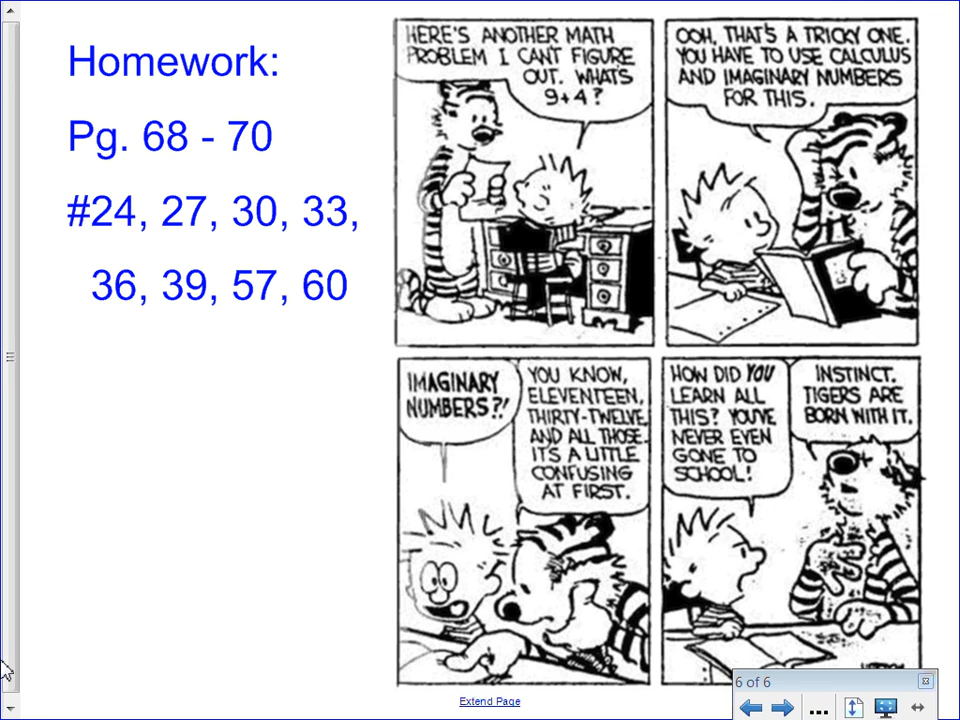 Homework:
Pg. 68 - 70
#24, 27, 30, 33,
36, 39, 57, 60
HERE'S ANOTHER MATH
PROBLEM I CAN'T FIGURE
OUT. WHAT'S
9+4?
OOH, THAT'S A TRICKY ONE.
YOU HAVE TO USE CALCULUS
AND IMAGINARY NUMBERS
FOR THIS.
IMAGINARY
NUMBERS?!
YOU KNOW,
ELEVENTEEN,
THIRTY-TWELVE,
AND ALL THOSE.
IT'S A LITTLE
CONFUSING
AT FIRST.
HOW DID YOU
LEARN ALL
THIS? YOU'VE
NEVER EVEN
GONE TO
SCHOOL!
INSTINCT.
TIGERS ARE
BORN WITH IT.
Extend Page
6 of 6